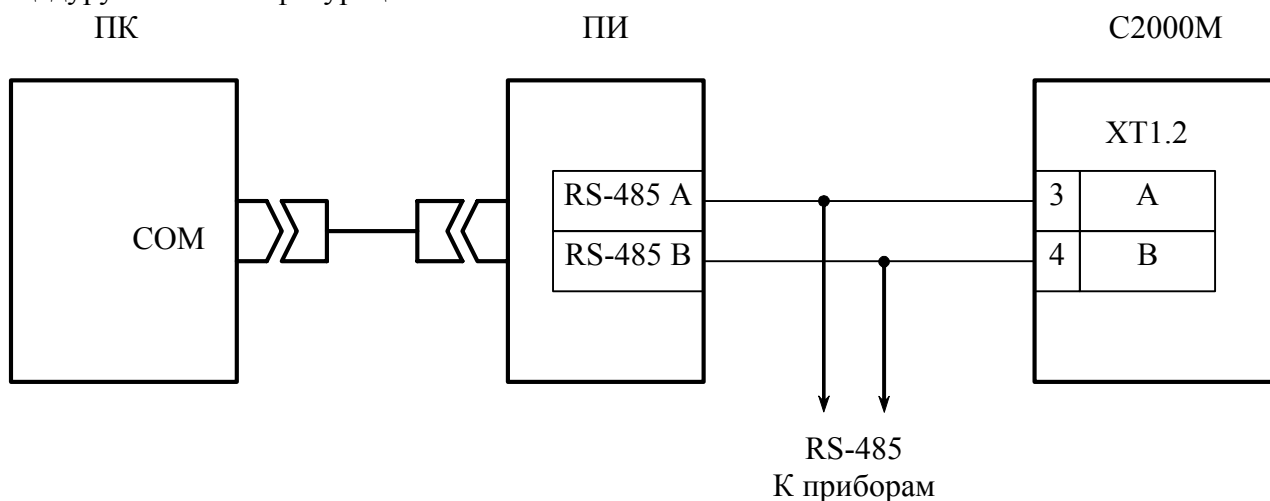 ПК
ПИ
С2000М
COM
RS-485 A
RS-485 B
XT1.2
3 A
4 B
RS-485
К приборам